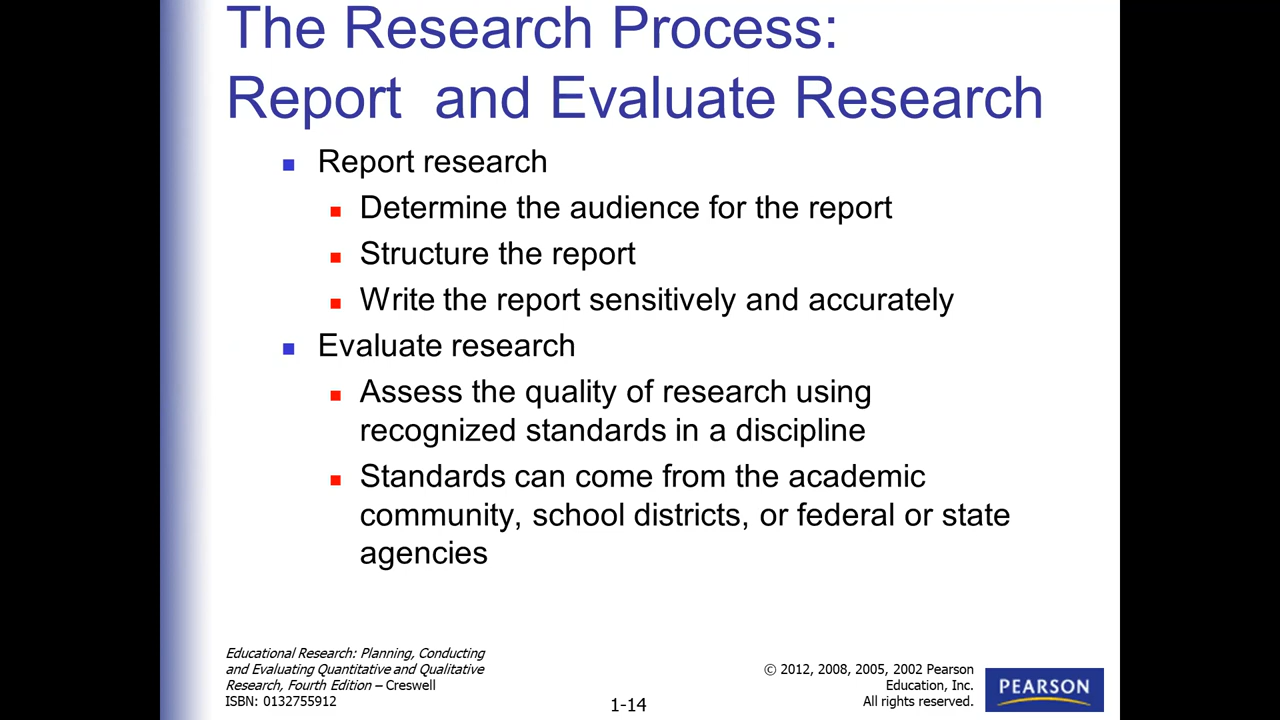 The Research Process:
Report and Evaluate Research
Report research
Determine the audience for the report
Structure the report
Write the report sensitively and accurately
Evaluate research
Assess the quality of research using
recognized standards in a discipline
Standards can come from the academic
community, school districts, or federal or state
agencies
Educational Research: Planning, Conducting
and Evaluating Quantitative and Qualitative
Research, Fourth Edition – Creswell
ISBN: 0132755912
1-14
© 2012, 2008, 2005, 2002 Pearson
Education, Inc.
All rights reserved.
PEARSON